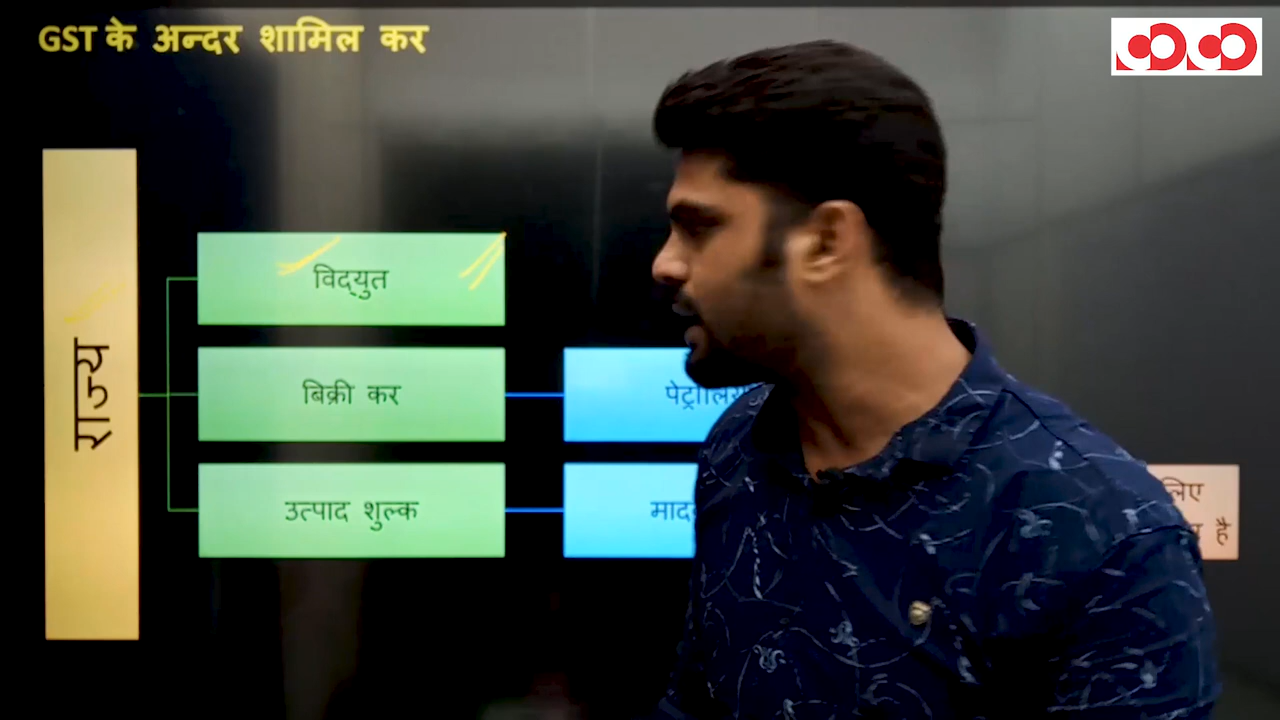 GST के अन्दर शामिल कर
राज्य
विद्युत
बिक्री कर
उत्पाद शुल्क
है